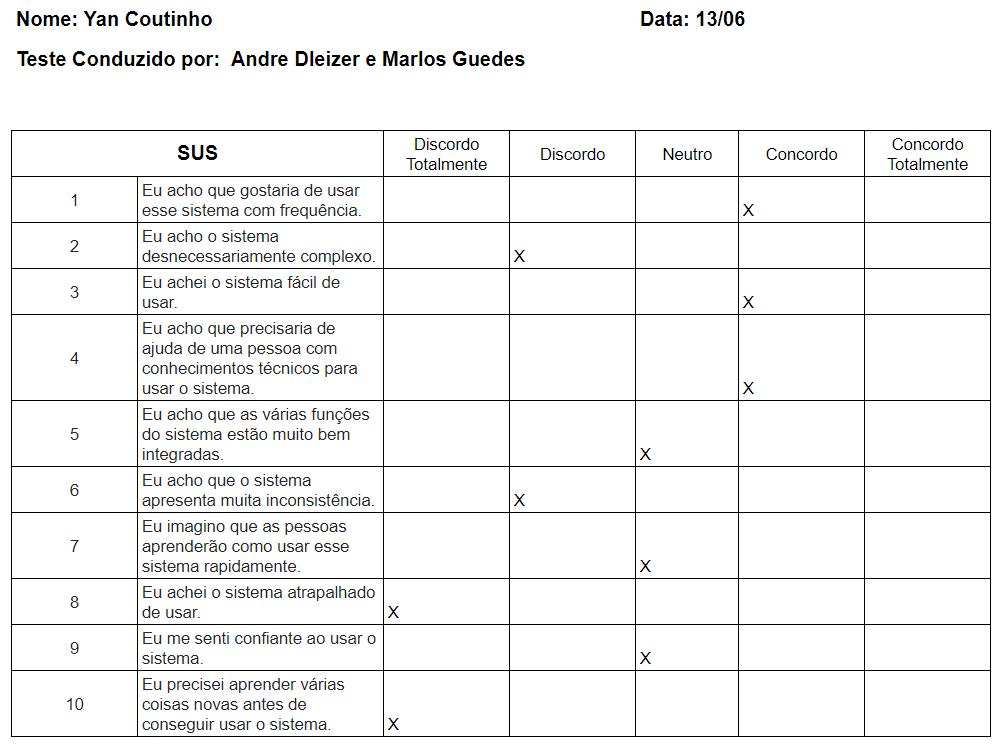 Nome: Yan Coutinho Data: 13/06
Teste Conduzido por: Andre Dleizer e Marlos Guedes
SUS Discordo Totalmente Discordo Neutro Concordo Concordo Totalmente
1 Eu acho que gostaria de usar
esse sistema com frequência. X
2 Eu acho o sistema
desnecessariamente complexo. X
3 Eu achei o sistema fácil de
usar. X
4 Eu acho que precisaria de
ajuda de uma pessoa com
conhecimentos técnicos para
usar o sistema. X
5 Eu acho que as várias funções
do sistema estão muito bem
integradas. X
6 Eu acho que o sistema
apresenta muita inconsistência. X
7 Eu imagino que as pessoas
aprenderão como usar esse
sistema rapidamente. X
8 Eu achei o sistema atrapalhado
de usar. X
9 Eu me senti confiante ao usar o
sistema. X
10 Eu precisei aprender várias
coisas novas antes de
conseguir usar o sistema. X